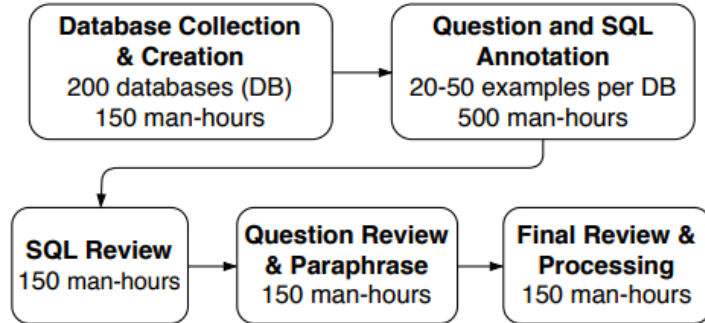 Database Collection
& Creation
200 databases (DB)
150 man-hours
Question and SQL
Annotation
20-50 examples per DB
500 man-hours
SQL Review
150 man-hours
Question Review
& Paraphrase
150 man-hours
Final Review &
Processing
150 man-hours